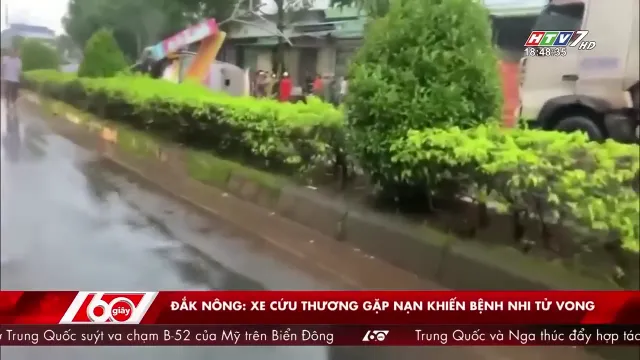 HTV7 HD
18:48:35
60 giây
ĐẮK NÔNG: XE CỨU THƯƠNG GẶP NẠN KHIẾN BỆNH NHI TỬ VONG
Trung Quốc suýt va chạm B-52 của Mỹ trên Biển Đông 60 Trung Quốc và Nga thúc đẩy hợp tác